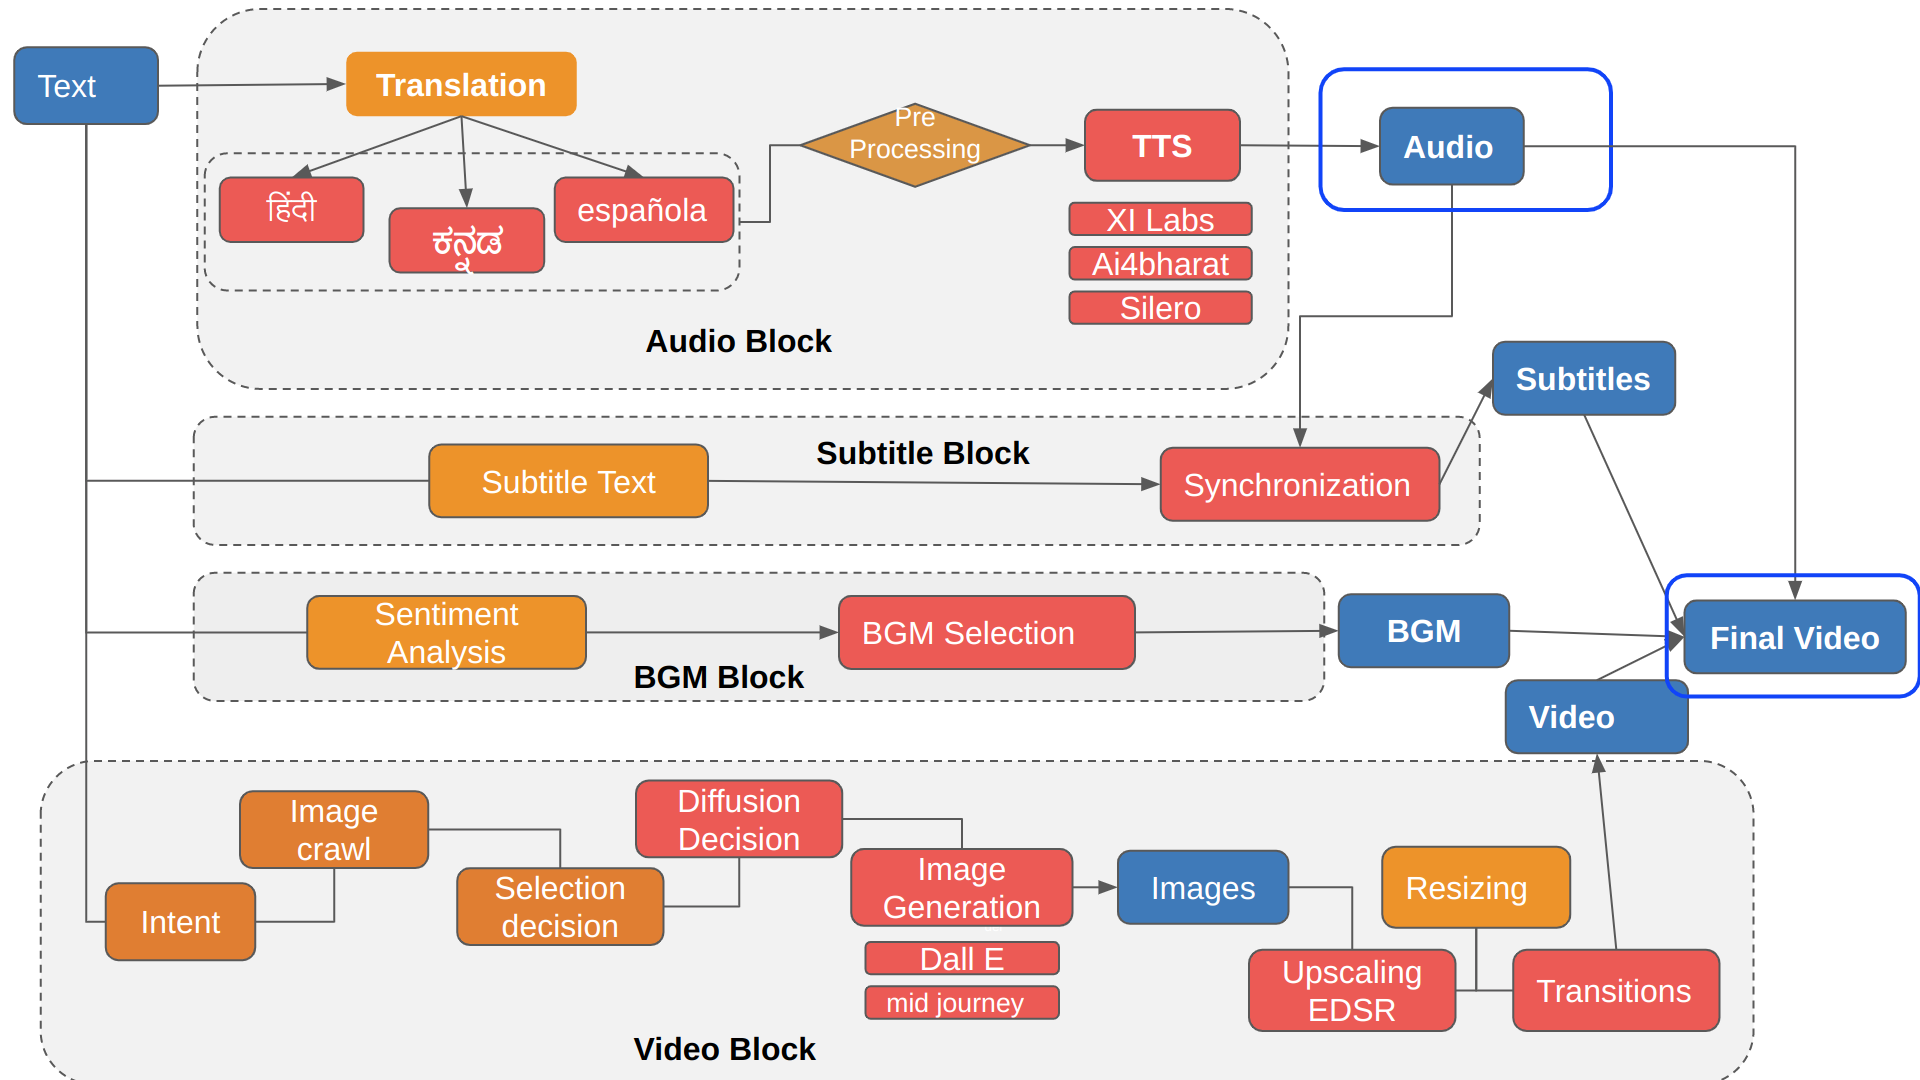 Text
Translation
हिंदी
ಕನ್ನಡ
española
Pre
Processing
TTS
XI Labs
Ai4bharat
Silero
Audio
Audio Block
Subtitles
Subtitle Block
Subtitle Text
Synchronization
Sentiment
Analysis
BGM Selection
BGM Block
BGM
Final Video
Video
Image
crawl
Intent
Selection
decision
Diffusion
Decision
Image
Generation
Dall E
mid journey
Images
Resizing
Upscaling
EDSR
Transitions
Video Block